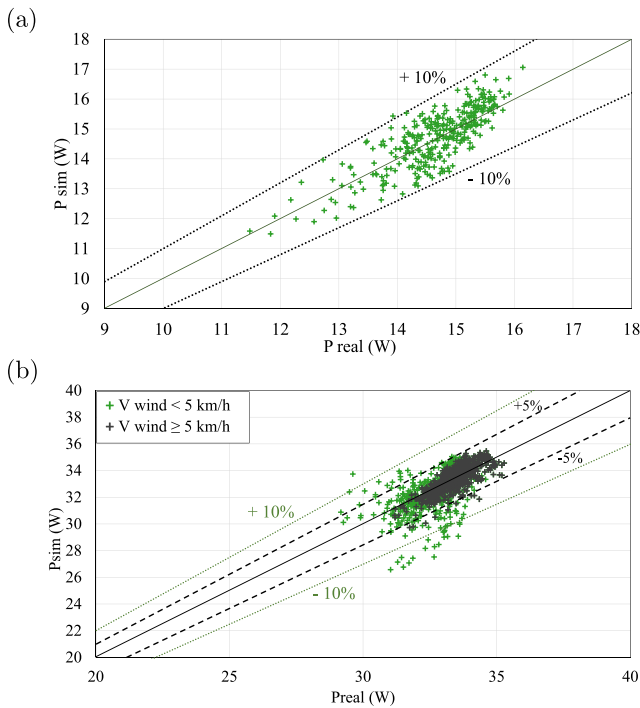 (a)
18
17
16
15
14
13
12
11
10
9
P sim (W)
+ 10%
- 10%
9 10 11 12 13 14 15 16 17 18
P real (W)
(b)
40
38
36
34
32
30
28
26
24
22
20
Psim (W)
V wind < 5 km/h
V wind ≥ 5 km/h
+5%
-5%
+ 10%
- 10%
20 25 30 35 40
Preal (W)